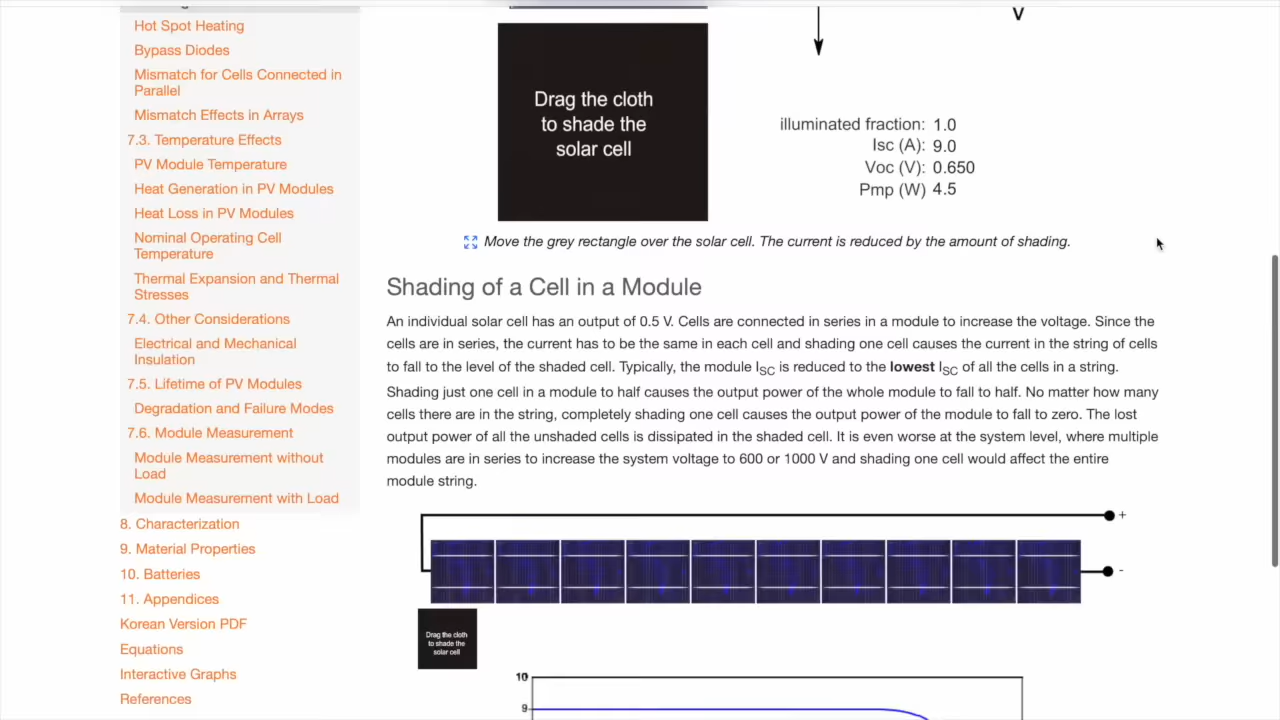 Hot Spot Heating
Bypass Diodes
Mismatch for Cells Connected in
Parallel
Mismatch Effects in Arrays
7.3. Temperature Effects
PV Module Temperature
Heat Generation in PV Modules
Heat Loss in PV Modules
Nominal Operating Cell
Temperature
Thermal Expansion and Thermal
Stresses
7.4. Other Considerations
Electrical and Mechanical
Insulation
7.5. Lifetime of PV Modules
Degradation and Failure Modes
7.6. Module Measurement
Module Measurement without
Load
Module Measurement with Load
8. Characterization
9. Material Properties
10. Batteries
11. Appendices
Korean Version PDF
Equations
Interactive Graphs
References
V
Drag the cloth
to shade the
solar cell
illuminated fraction: 1.0
Isc (A): 9.0
Voc (V): 0.650
Pmp (W) 4.5
Move the grey rectangle over the solar cell. The current is reduced by the amount of shading.
Shading of a Cell in a Module
An individual solar cell has an output of 0.5 V. Cells are connected in series in a module to increase the voltage. Since the
cells are in series, the current has to be the same in each cell and shading one cell causes the current in the string of cells
to fall to the level of the shaded cell. Typically, the module ISC is reduced to the lowest ISC of all the cells in a string.
Shading just one cell in a module to half causes the output power of the whole module to fall to half. No matter how many
cells there are in the string, completely shading one cell causes the output power of the module to fall to zero. The lost
output power of all the unshaded cells is dissipated in the shaded cell. It is even worse at the system level, where multiple
modules are in series to increase the system voltage to 600 or 1000 V and shading one cell would affect the entire
module string.
+
-
Drag the cloth
to shade the
solar cell
10
9